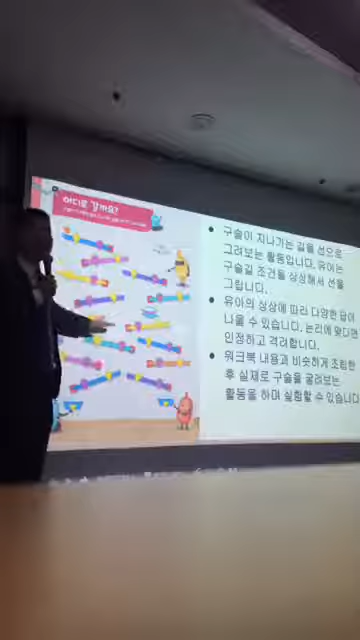 어디로 갈까요?
● 구슬이 지나가는 길을 선으로
그려보는 활동입니다. 유아는
구슬길 조건을 상상해서 선을
그립니다.
● 유아의 상상에 따라 다양한 답이
나올 수 있습니다. 논리에 맞다면
인정하고 격려합니다.
● 워크북 내용과 비슷하게 조립한
후 실제로 구슬을 굴려보는
활동을 하며 실험할 수 있습니다